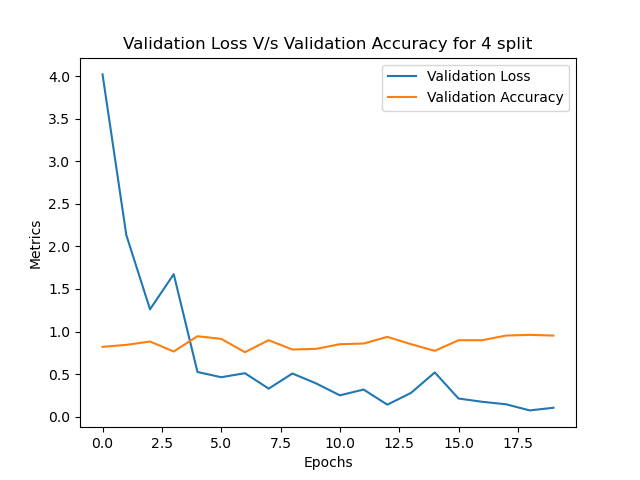 Validation Loss V/s Validation Accuracy for 4 split
Validation Loss
Validation Accuracy
4.0
3.5
3.0
2.5
2.0
1.5
1.0
0.5
0.0
Metrics
0.0 2.5 5.0 7.5 10.0 12.5 15.0 17.5
Epochs